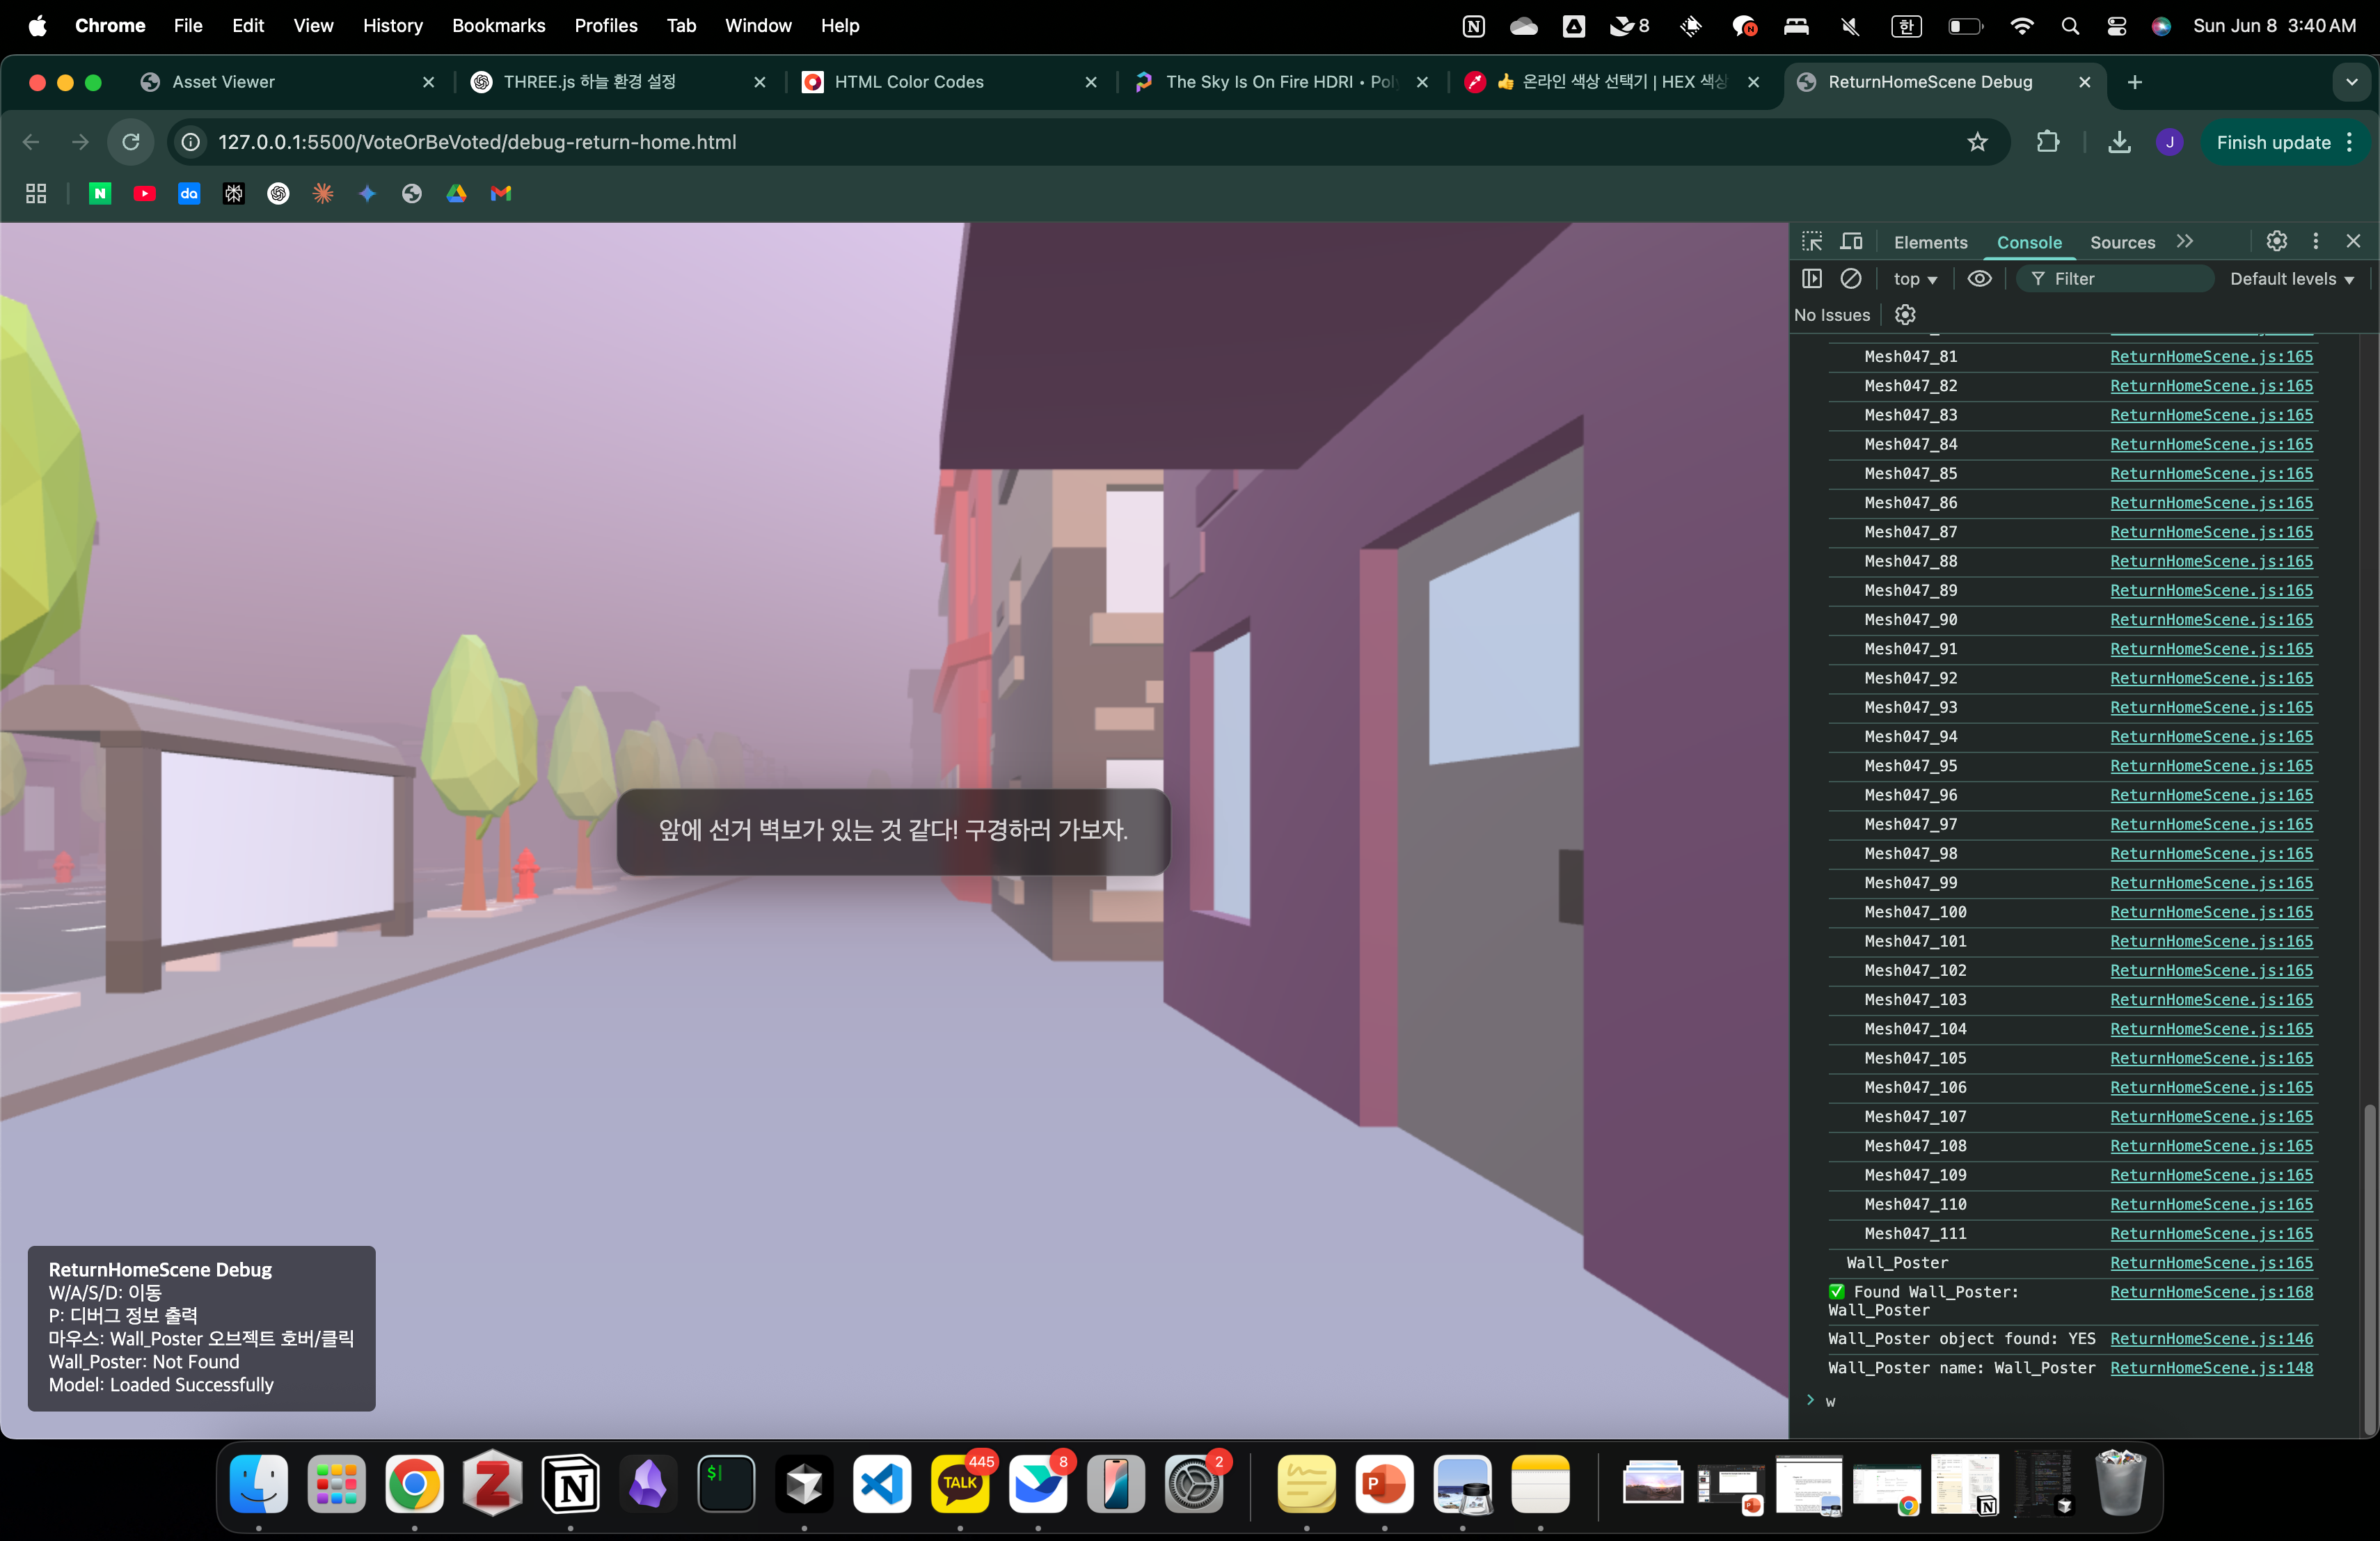 Chrome File Edit View History Bookmarks Profiles Tab Window Help
8
한
Sun Jun 8 3:40 AM
Asset Viewer
THREE.js 하늘 환경 설정
HTML Color Codes
The Sky Is On Fire HDRI • Pol
👍 온라인 색상 선택기 | HEX 색상
ReturnHomeScene Debug
127.0.0.1:5500/VoteOrBeVoted/debug-return-home.html
J
Finish update
N
da
Elements Console Sources
top Filter Default levels
No Issues
Mesh047_81 ReturnHomeScene.js:165
Mesh047_82 ReturnHomeScene.js:165
Mesh047_83 ReturnHomeScene.js:165
Mesh047_84 ReturnHomeScene.js:165
Mesh047_85 ReturnHomeScene.js:165
Mesh047_86 ReturnHomeScene.js:165
Mesh047_87 ReturnHomeScene.js:165
Mesh047_88 ReturnHomeScene.js:165
Mesh047_89 ReturnHomeScene.js:165
Mesh047_90 ReturnHomeScene.js:165
Mesh047_91 ReturnHomeScene.js:165
Mesh047_92 ReturnHomeScene.js:165
Mesh047_93 ReturnHomeScene.js:165
Mesh047_94 ReturnHomeScene.js:165
Mesh047_95 ReturnHomeScene.js:165
Mesh047_96 ReturnHomeScene.js:165
Mesh047_97 ReturnHomeScene.js:165
Mesh047_98 ReturnHomeScene.js:165
Mesh047_99 ReturnHomeScene.js:165
Mesh047_100 ReturnHomeScene.js:165
Mesh047_101 ReturnHomeScene.js:165
Mesh047_102 ReturnHomeScene.js:165
Mesh047_103 ReturnHomeScene.js:165
Mesh047_104 ReturnHomeScene.js:165
Mesh047_105 ReturnHomeScene.js:165
Mesh047_106 ReturnHomeScene.js:165
Mesh047_107 ReturnHomeScene.js:165
Mesh047_108 ReturnHomeScene.js:165
Mesh047_109 ReturnHomeScene.js:165
Mesh047_110 ReturnHomeScene.js:165
Mesh047_111 ReturnHomeScene.js:165
Wall_Poster ReturnHomeScene.js:165
✅ Found Wall_Poster: ReturnHomeScene.js:168
Wall_Poster
Wall_Poster object found: YES ReturnHomeScene.js:146
Wall_Poster name: Wall_Poster ReturnHomeScene.js:148
> w
앞에 선거 벽보가 있는 것 같다! 구경하러 가보자.
ReturnHomeScene Debug
W/A/S/D: 이동
P: 디버그 정보 출력
마우스: Wall_Poster 오브젝트 호버/클릭
Wall_Poster: Not Found
Model: Loaded Successfully
TALK
445
8
2